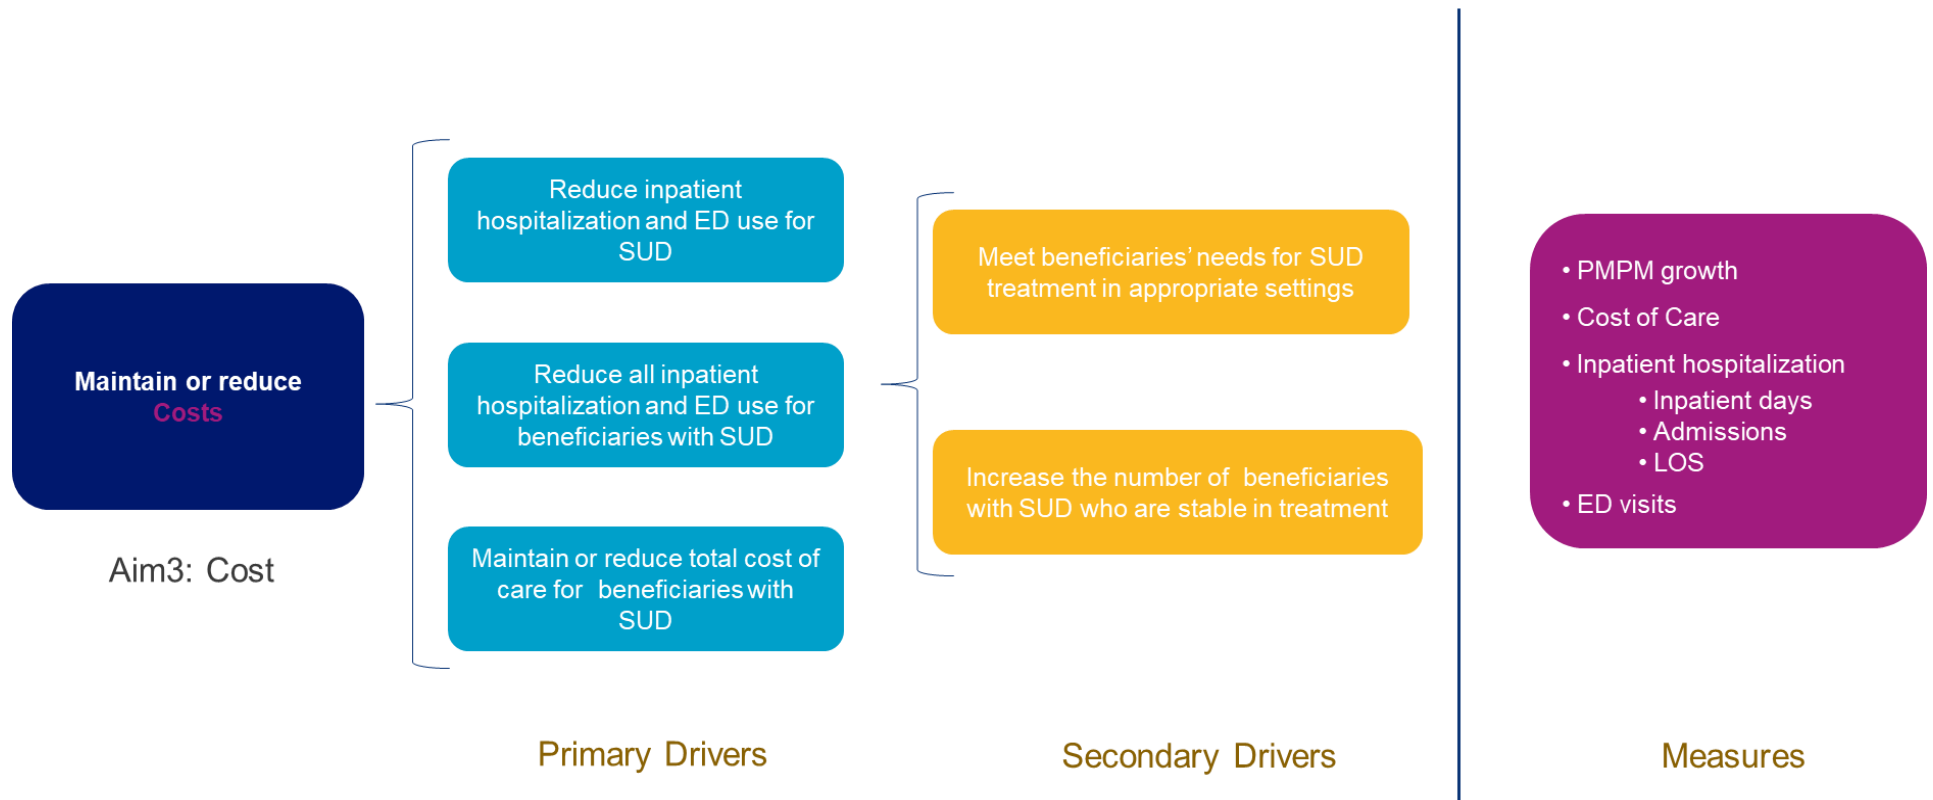 Maintain or reduce
Costs
Aim3: Cost
Reduce inpatient
hospitalization and ED use for
SUD
Reduce all inpatient
hospitalization and ED use for
beneficiaries with SUD
Maintain or reduce total cost of
care for beneficiaries with
SUD
Primary Drivers
Meet beneficiaries’ needs for SUD
treatment in appropriate settings
Increase the number of beneficiaries
with SUD who are stable in treatment
Secondary Drivers
• PMPM growth
• Cost of Care
• Inpatient hospitalization
• Inpatient days
• Admissions
• LOS
• ED visits
Measures